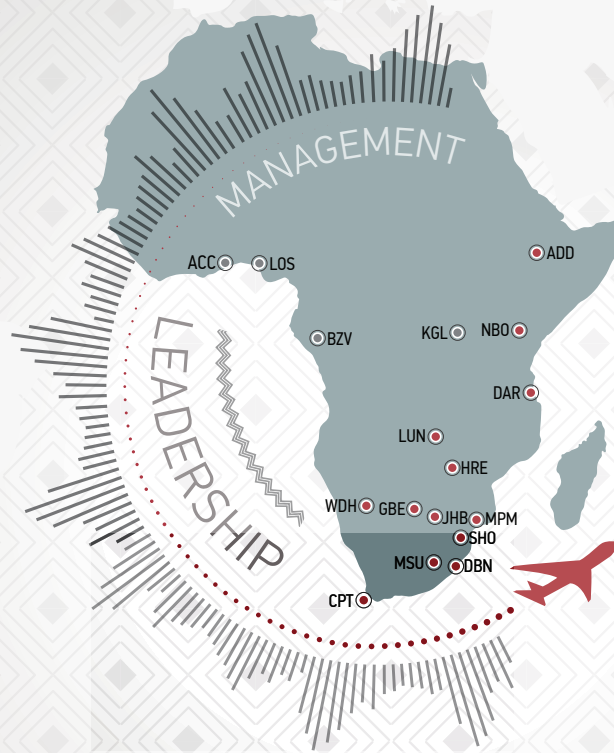 MANAGEMENT
ADD
ACC
LOS
LEADERSHIP
BZV
KGL
NBO
DAR
LUN
HRE
WDH
GBE
JHB
MPM
SHO
MSU
DBN
CPT